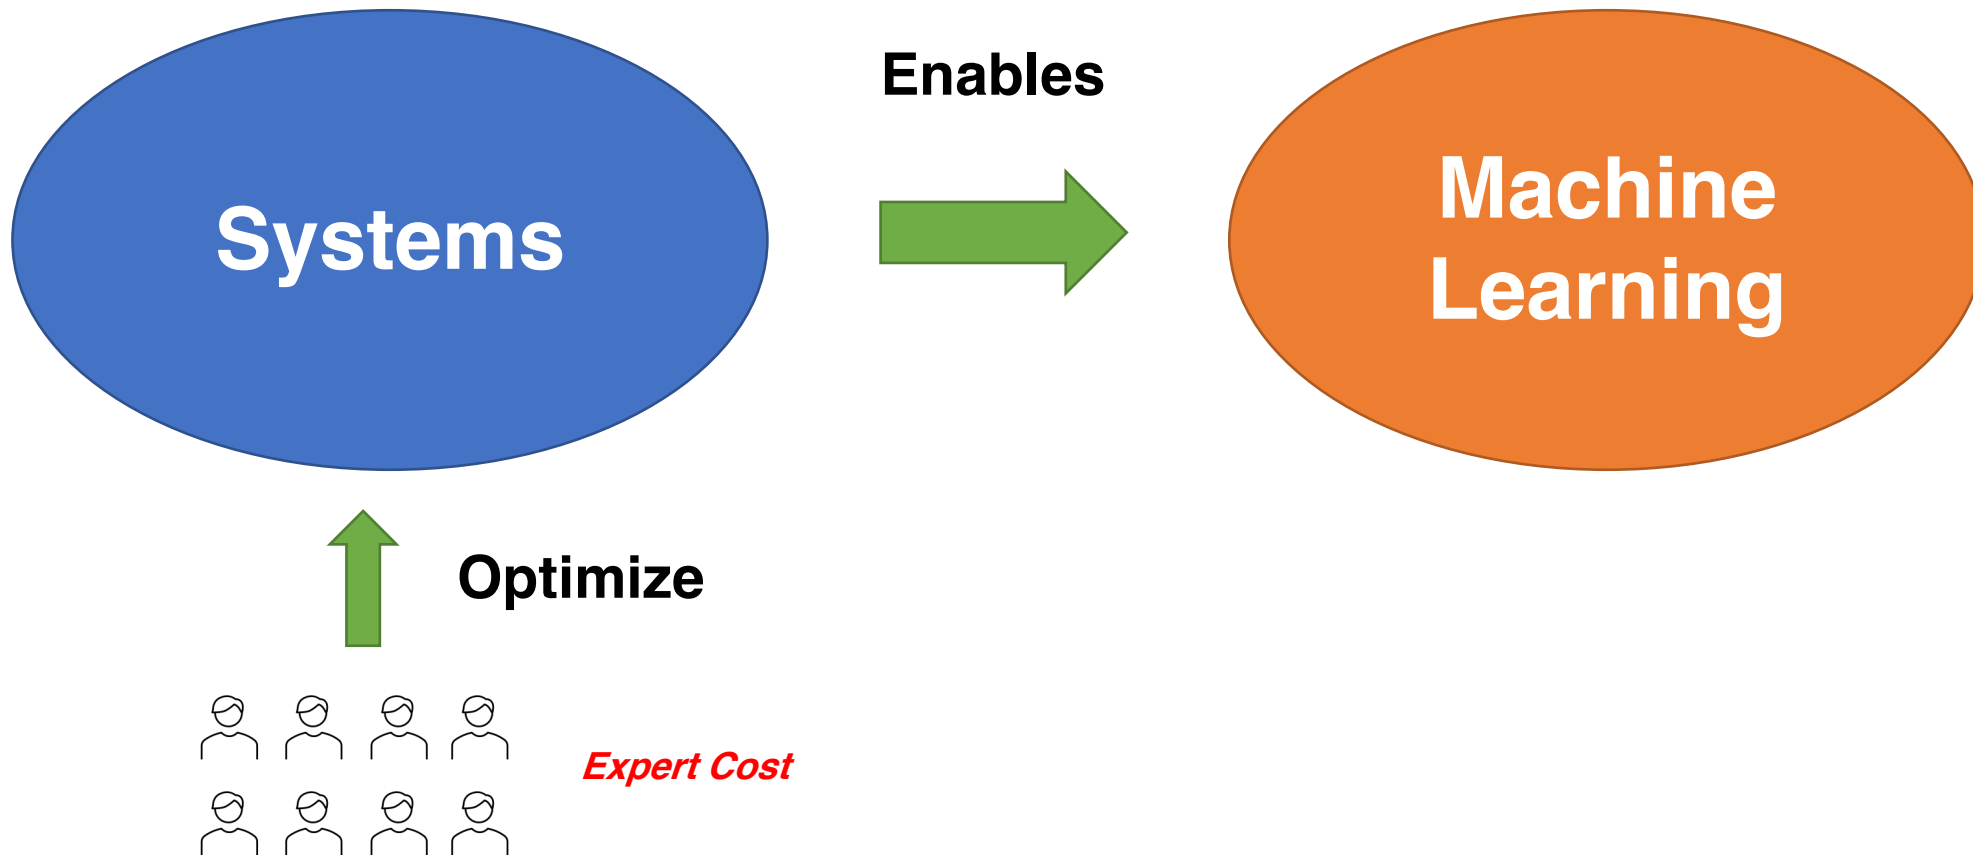 Enables
Systems
Machine
Learning
Optimize
Expert Cost